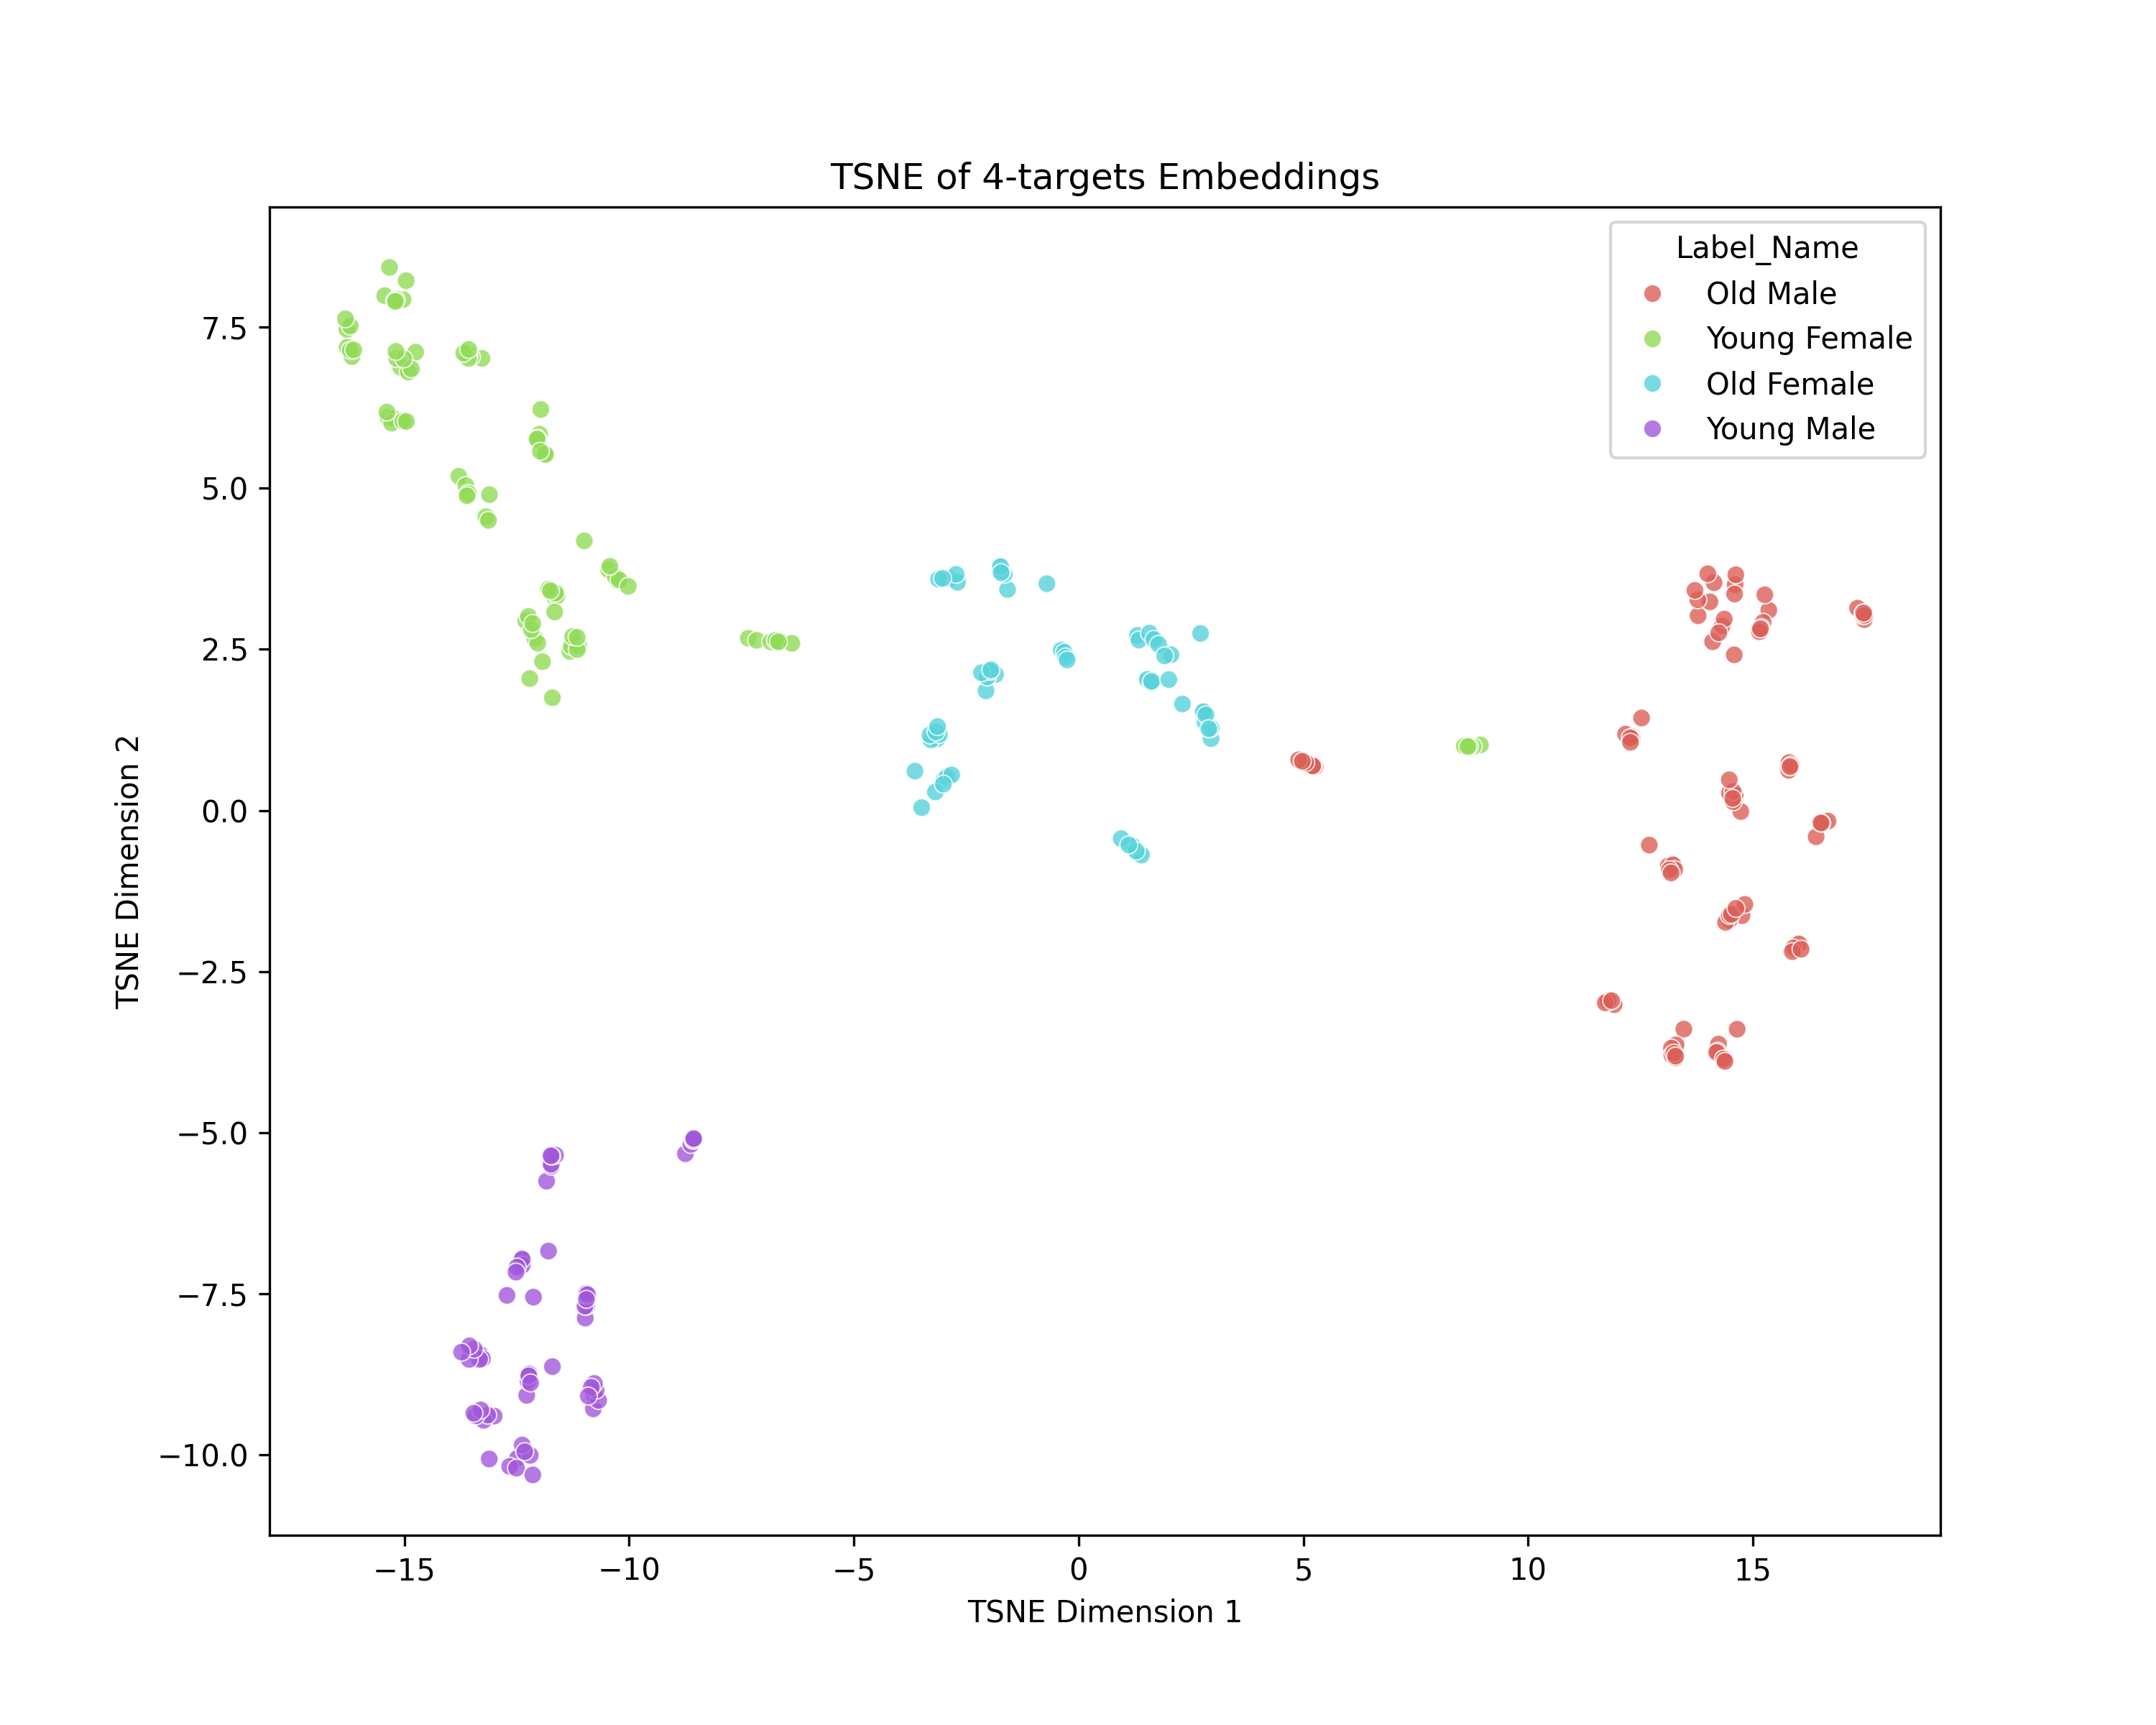 TSNE of 4-targets Embeddings
Label_Name
Old Male
Young Female
Old Female
Young Male
7.5
5.0
2.5
0.0
−2.5
−5.0
−7.5
−10.0
TSNE Dimension 2
−15
−10
−5
0
5
10
15
TSNE Dimension 1